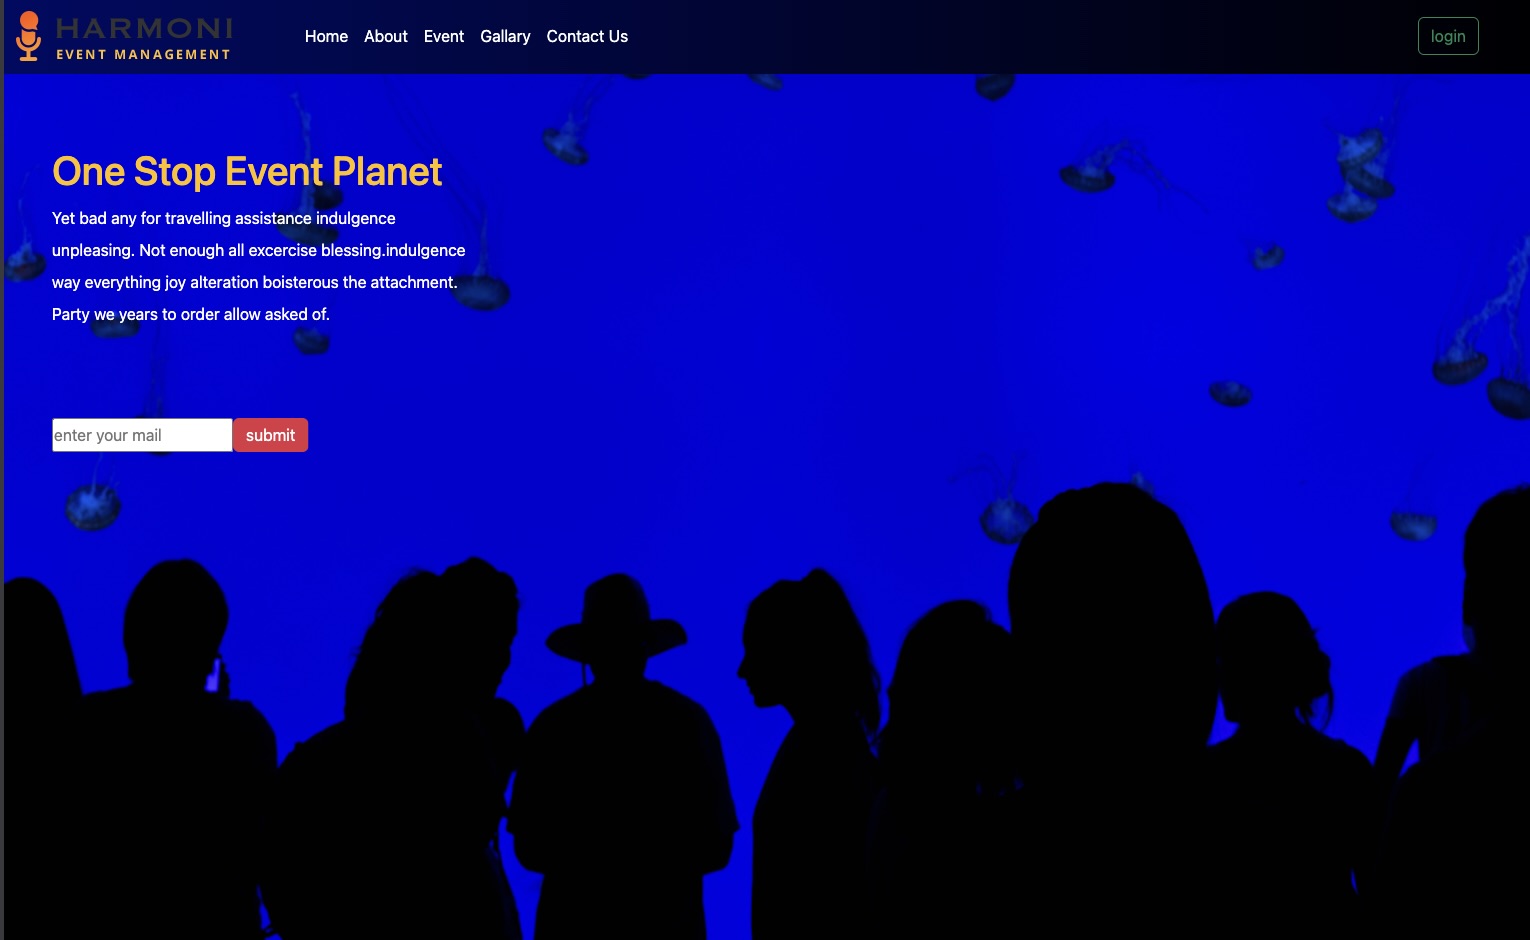 HARMONI
EVENT MANAGEMENT
Home About Event Gallary Contact Us
login
One Stop Event Planet
Yet bad any for travelling assistance indulgence
unpleasing. Not enough all excercise blessing.indulgence
way everything joy alteration boisterous the attachment.
Party we years to order allow asked of.
enter your mail
submit